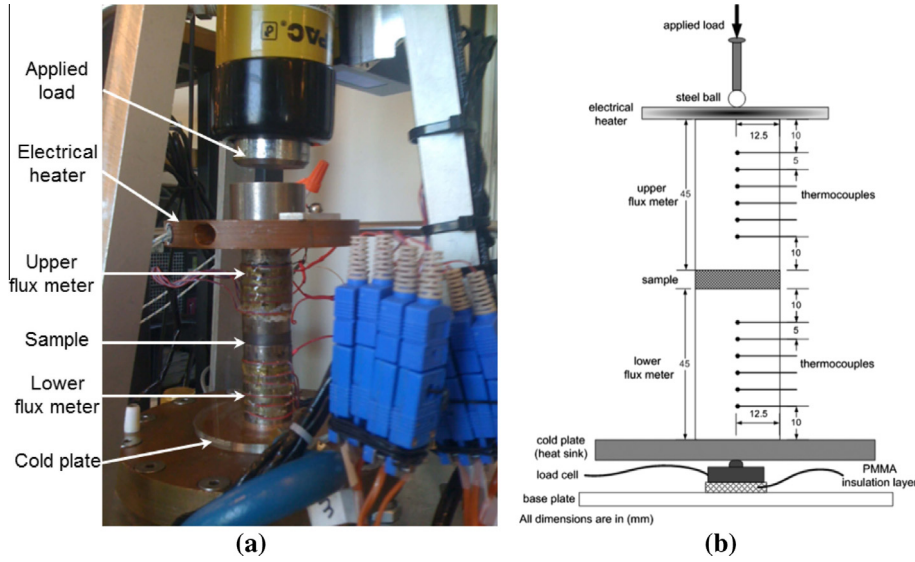 Applied
load
Electrical
heater
Upper
flux meter
Sample
Lower
flux meter
Cold plate
PAC
(a)
applied load
steel ball
electrical
heater
12.5
10
5
upper
flux meter
45
thermocouples
10
sample
10
5
lower
flux meter
45
thermocouples
12.5
10
cold plate
(heat sink)
load cell
PMMA
insulation layer
base plate
All dimensions are in (mm)
(b)